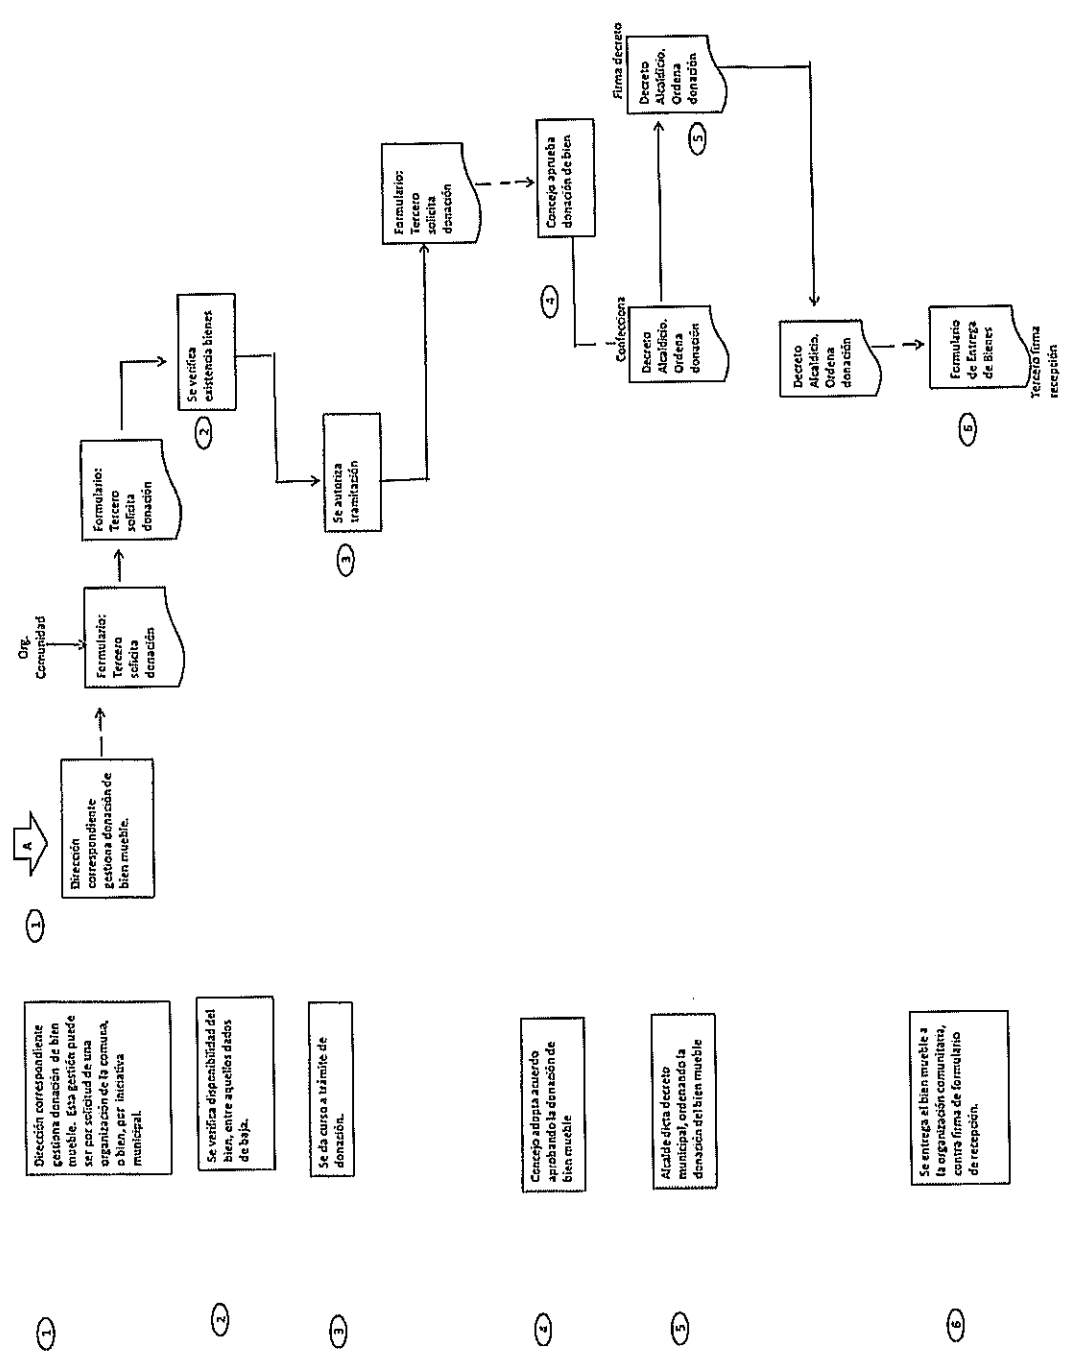 1
Dirección correspondiente
gestiona donación de bien
mueble. Esta gestión puede
ser por solicitud de una
organización de la comuna,
o bien, por iniciativa
municipal.
2
Se verifica disponibilidad del
bien, entre aquellos dados
de baja.
3
Se da curso a trámite de
donación.
4
Concejo adopta acuerdo
aprobando la donación de
bien mueble
5
Alcalde dicta decreto
municipal, ordenando la
donación del bien mueble
6
Se entrega el bien mueble a
la organización comunitaria,
contra firma de formulario
de recepción.
1
A
Dirección
correspondiente
gestiona donación de
bien mueble.
Org.
Comunidad
Formulario:
Tercero
solicita
donación
Formulario:
Tercero
solicita
donación
2
Se verifica
existencia bienes
3
Se autoriza
tramitación
Formulario:
Tercero
solicita
donación
4
Concejo aprueba
donación de bien
Confecciona
Decreto
Alcaldicio.
Ordena
donación
5
Firma decreto
Decreto
Alcaldicio.
Ordena
donación
Decreto
Alcaldicio.
Ordena
donación
6
Formulario
de Entrega
de Bienes
Tercero firma
recepción